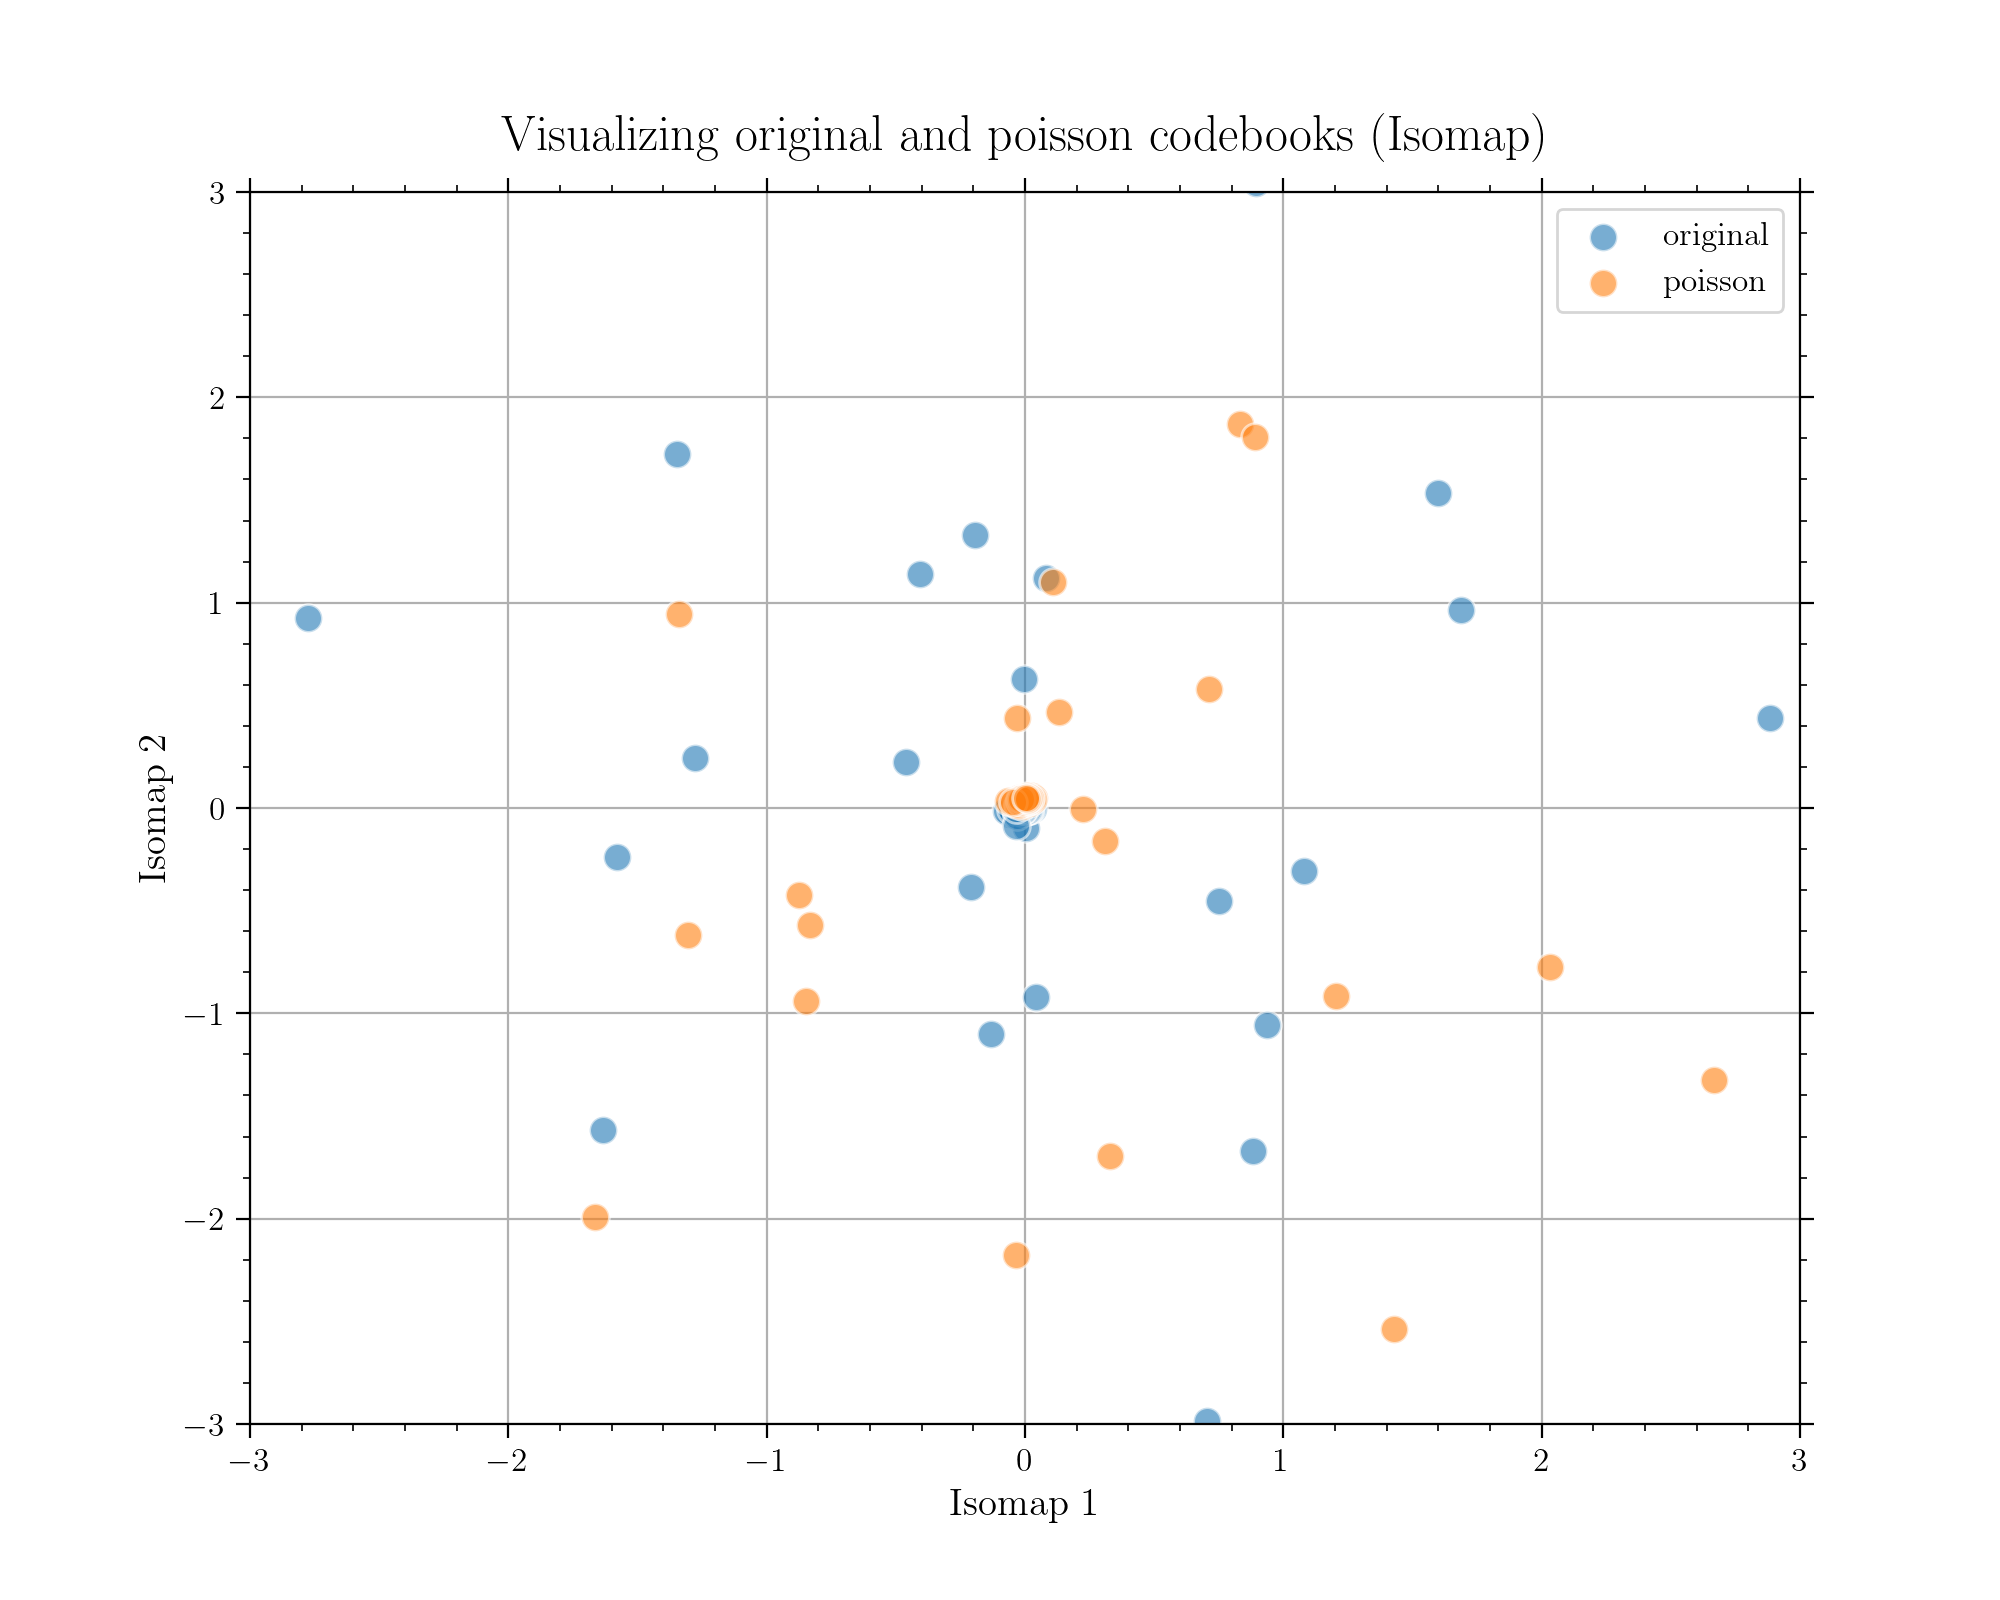 Visualizing original and poisson codebooks (Isomap)
original
poisson
3
2
1
0
−1
−2
−3
Isomap 2
−3 −2 −1 0 1 2 3
Isomap 1